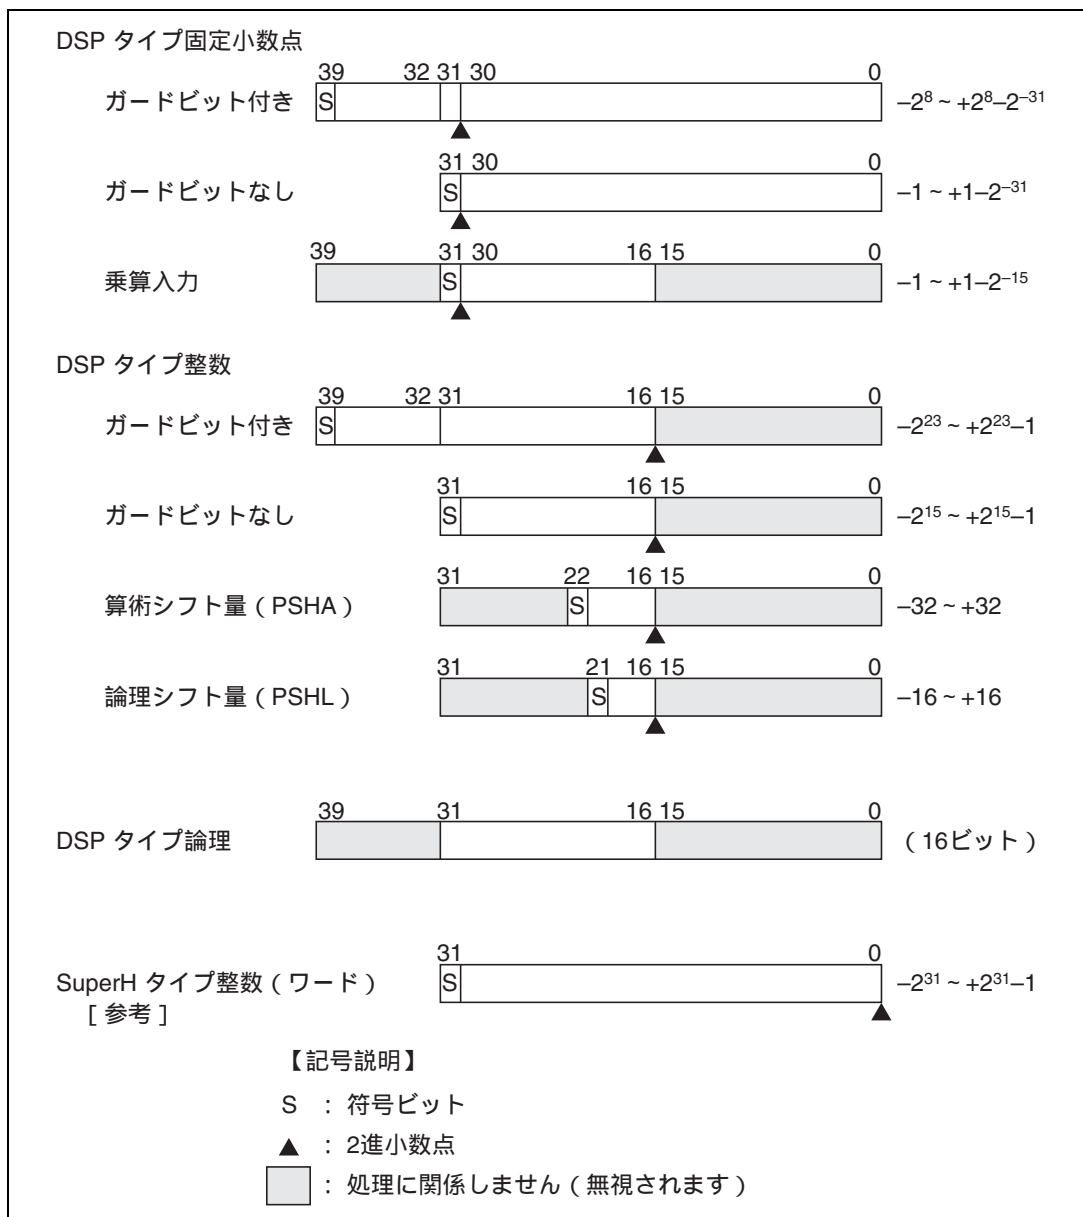 DSP タイプ固定小数点
39 32 31 30 0
ガードビット付き S –2⁸ ~ +2⁸–2⁻³¹
31 30 0
ガードビットなし S –1 ~ +1–2⁻³¹
39 31 30 16 15 0
乗算入力 S –1 ~ +1–2⁻¹⁵
DSP タイプ整数
39 32 31 16 15 0
ガードビット付き S –2²³ ~ +2²³–1
31 16 15 0
ガードビットなし S –2¹⁵ ~ +2¹⁵–1
31 22 16 15 0
算術シフト量 ( PSHA ) S –32 ~ +32
31 21 16 15 0
論理シフト量 ( PSHL ) S –16 ~ +16
39 31 16 15 0
DSP タイプ論理 ( 16ビット )
31 0
SuperH タイプ整数 ( ワード ) S –2³¹ ~ +2³¹–1
[ 参考 ]
【記号説明】
S : 符号ビット
▲ : 2進小数点
: 処理に関係しません ( 無視されます )